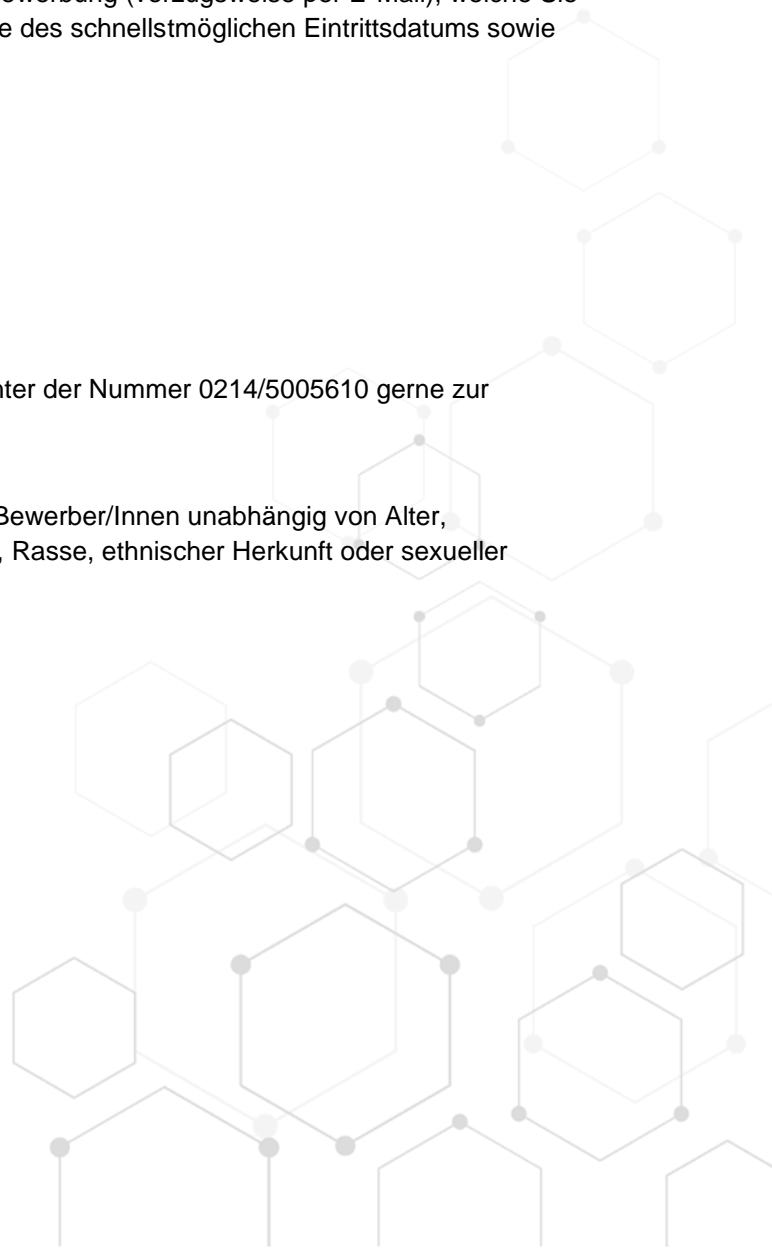 (vorzugsweise per E-Mail), welche Sie
e des schnellstmöglichen Eintrittsdatums sowie
nter der Nummer 0214/5005610 gerne zur
Bewerber/Innen unabhängig von Alter,
, Rasse, ethnischer Herkunft oder sexueller